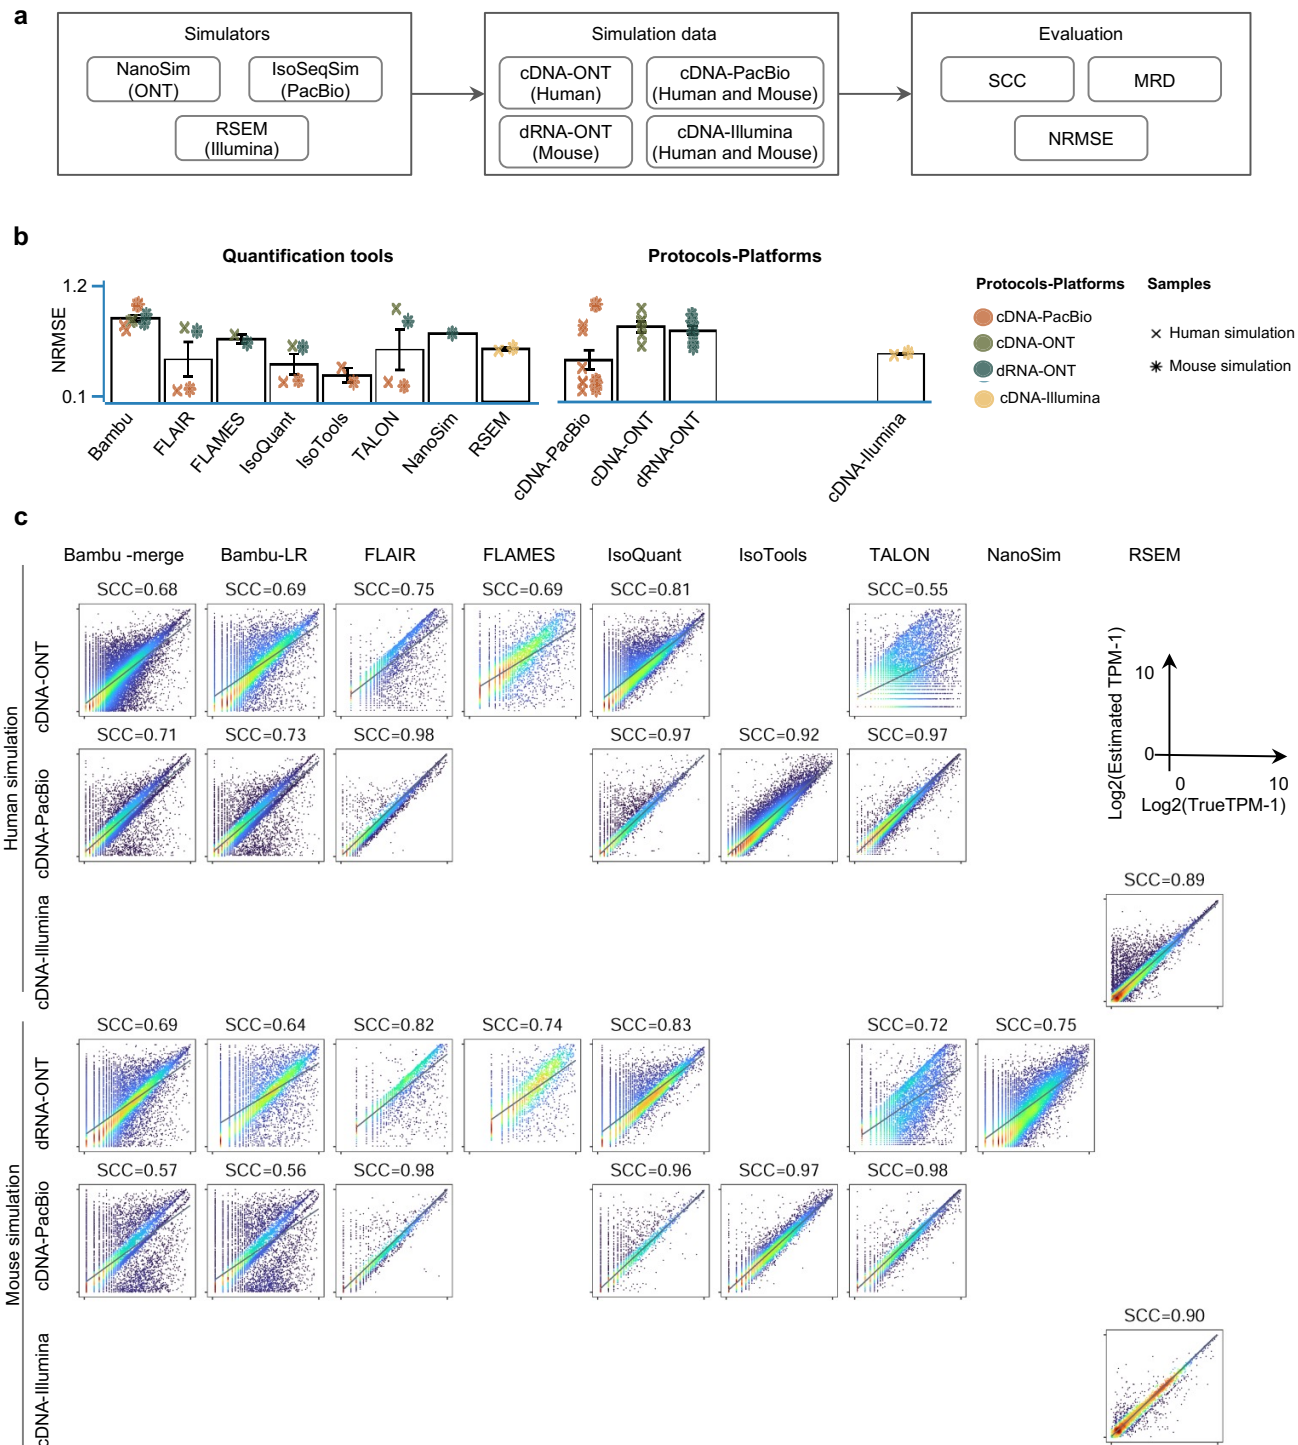 a
Simulators
NanoSim
(ONT)
IsoSeqSim
(PacBio)
RSEM
(Illumina)
Simulation data
cDNA-ONT
(Human)
cDNA-PacBio
(Human and Mouse)
dRNA-ONT
(Mouse)
cDNA-Illumina
(Human and Mouse)
Evaluation
SCC
MRD
NRMSE
b
Quantification tools
Protocols-Platforms
NRMSE
1.2
0.1
Bambu
FLAIR
FLAMES
IsoQuant
IsoTools
TALON
NanoSim
RSEM
cDNA-PacBio
cDNA-ONT
dRNA-ONT
cDNA-Ilumina
Protocols-Platforms
cDNA-PacBio
cDNA-ONT
dRNA-ONT
cDNA-Illumina
Samples
Human simulation
Mouse simulation
c
Bambu -merge Bambu-LR FLAIR FLAMES IsoQuant IsoTools TALON NanoSim RSEM
Human simulation
cDNA-ONT
SCC=0.68 SCC=0.69 SCC=0.75 SCC=0.69 SCC=0.81 SCC=0.55
cDNA-PacBio
SCC=0.71 SCC=0.73 SCC=0.98 SCC=0.97 SCC=0.92 SCC=0.97
Log2(Estimated TPM-1)
10
0
0 10
Log2(TrueTPM-1)
cDNA-Illumina
SCC=0.89
Mouse simulation
dRNA-ONT
SCC=0.69 SCC=0.64 SCC=0.82 SCC=0.74 SCC=0.83 SCC=0.72 SCC=0.75
cDNA-PacBio
SCC=0.57 SCC=0.56 SCC=0.98 SCC=0.96 SCC=0.97 SCC=0.98
cDNA-Illumina
SCC=0.90